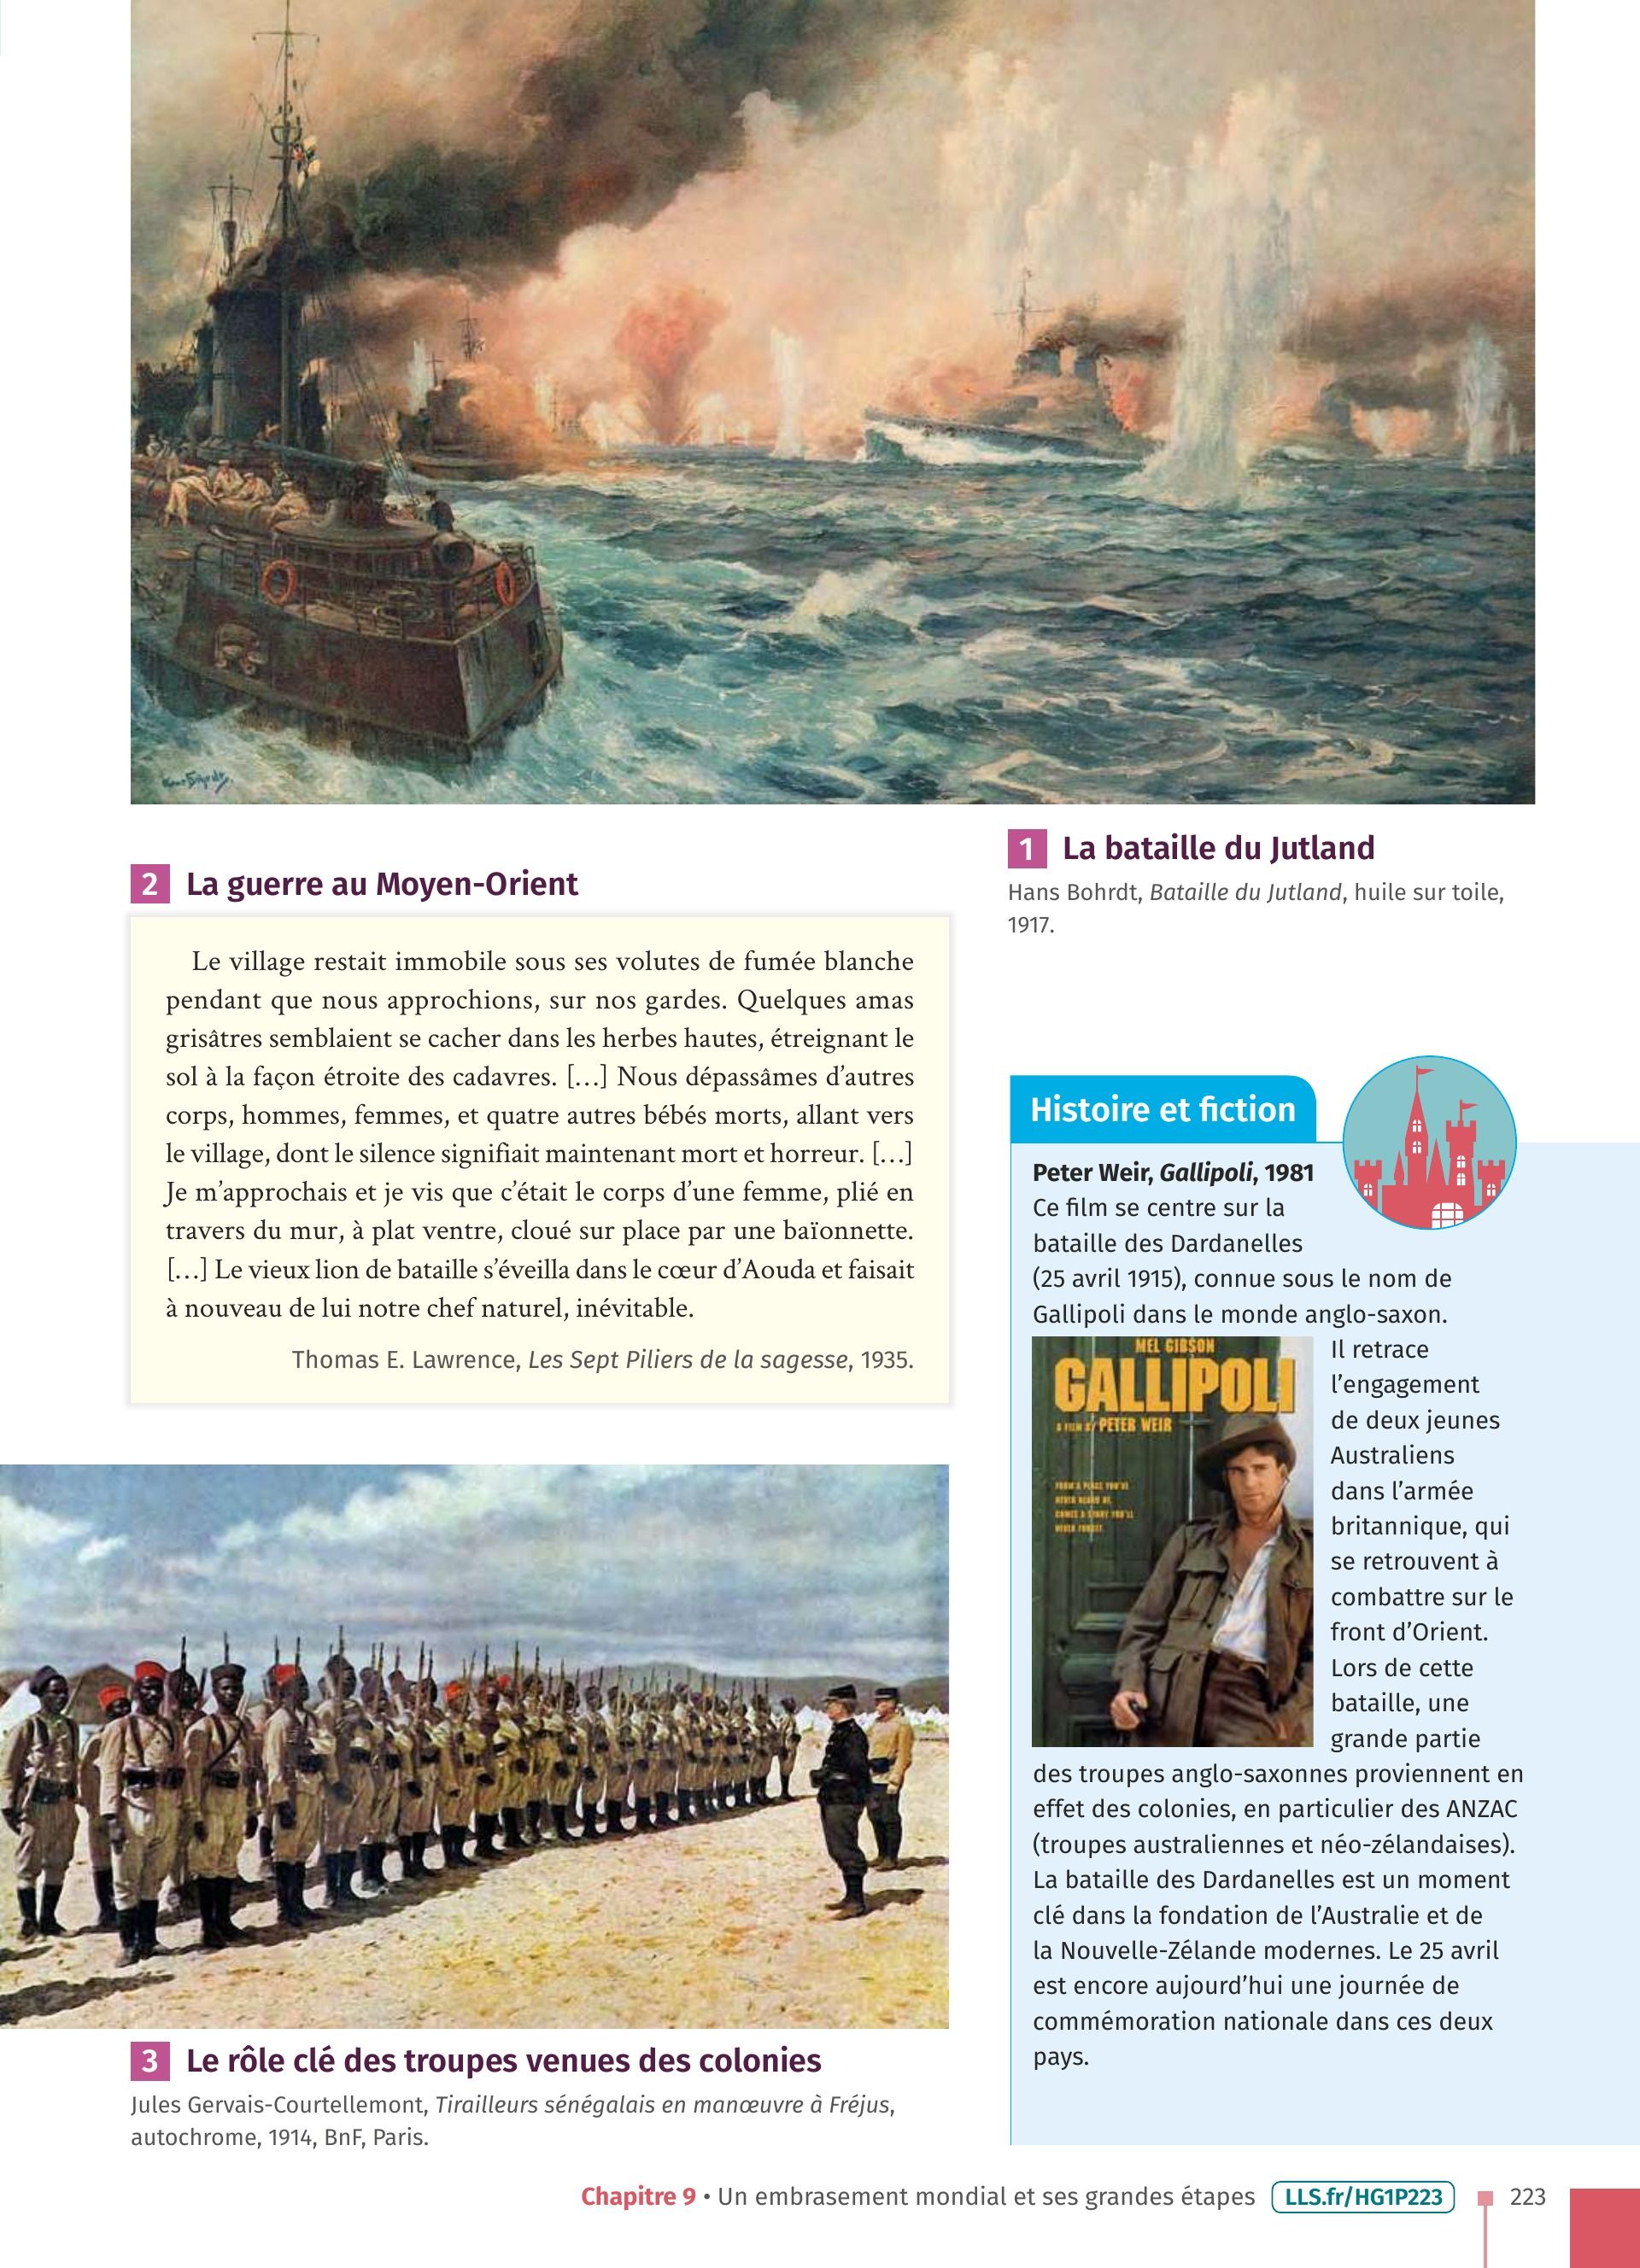 1 La bataille du Jutland
Hans Bohrdt, Bataille du Jutland, huile sur toile,
1917.
2 La guerre au Moyen-Orient
Le village restait immobile sous ses volutes de fumée blanche
pendant que nous approchions, sur nos gardes. Quelques amas
grisâtres semblaient se cacher dans les herbes hautes, étreignant le
sol à la façon étroite des cadavres. […] Nous dépassâmes d’autres
corps, hommes, femmes, et quatre autres bébés morts, allant vers
le village, dont le silence signifiait maintenant mort et horreur. […]
Je m’approchais et je vis que c’était le corps d’une femme, plié en
travers du mur, à plat ventre, cloué sur place par une baïonnette.
[…] Le vieux lion de bataille s’éveilla dans le cœur d’Aouda et faisait
à nouveau de lui notre chef naturel, inévitable.
Thomas E. Lawrence, Les Sept Piliers de la sagesse, 1935.
3 Le rôle clé des troupes venues des colonies
Jules Gervais-Courtellemont, Tirailleurs sénégalais en manœuvre à Fréjus,
autochrome, 1914, BnF, Paris.
Histoire et fiction
Peter Weir, Gallipoli, 1981
Ce film se centre sur la
bataille des Dardanelles
(25 avril 1915), connue sous le nom de
Gallipoli dans le monde anglo-saxon.
MEL GIBSON
GALLIPOLI
A FILM BY PETER WEIR
FROM A PLACE YOU'VE
NEVER HEARD OF,
COMES A STORY YOU'LL
NEVER FORGET.
Il retrace
l’engagement
de deux jeunes
Australiens
dans l’armée
britannique, qui
se retrouvent à
combattre sur le
front d’Orient.
Lors de cette
bataille, une
grande partie
des troupes anglo-saxonnes proviennent en
effet des colonies, en particulier des ANZAC
(troupes australiennes et néo-zélandaises).
La bataille des Dardanelles est un moment
clé dans la fondation de l’Australie et de
la Nouvelle-Zélande modernes. Le 25 avril
est encore aujourd’hui une journée de
commémoration nationale dans ces deux
pays.
Chapitre 9 • Un embrasement mondial et ses grandes étapes LLS.fr/HG1P223 223